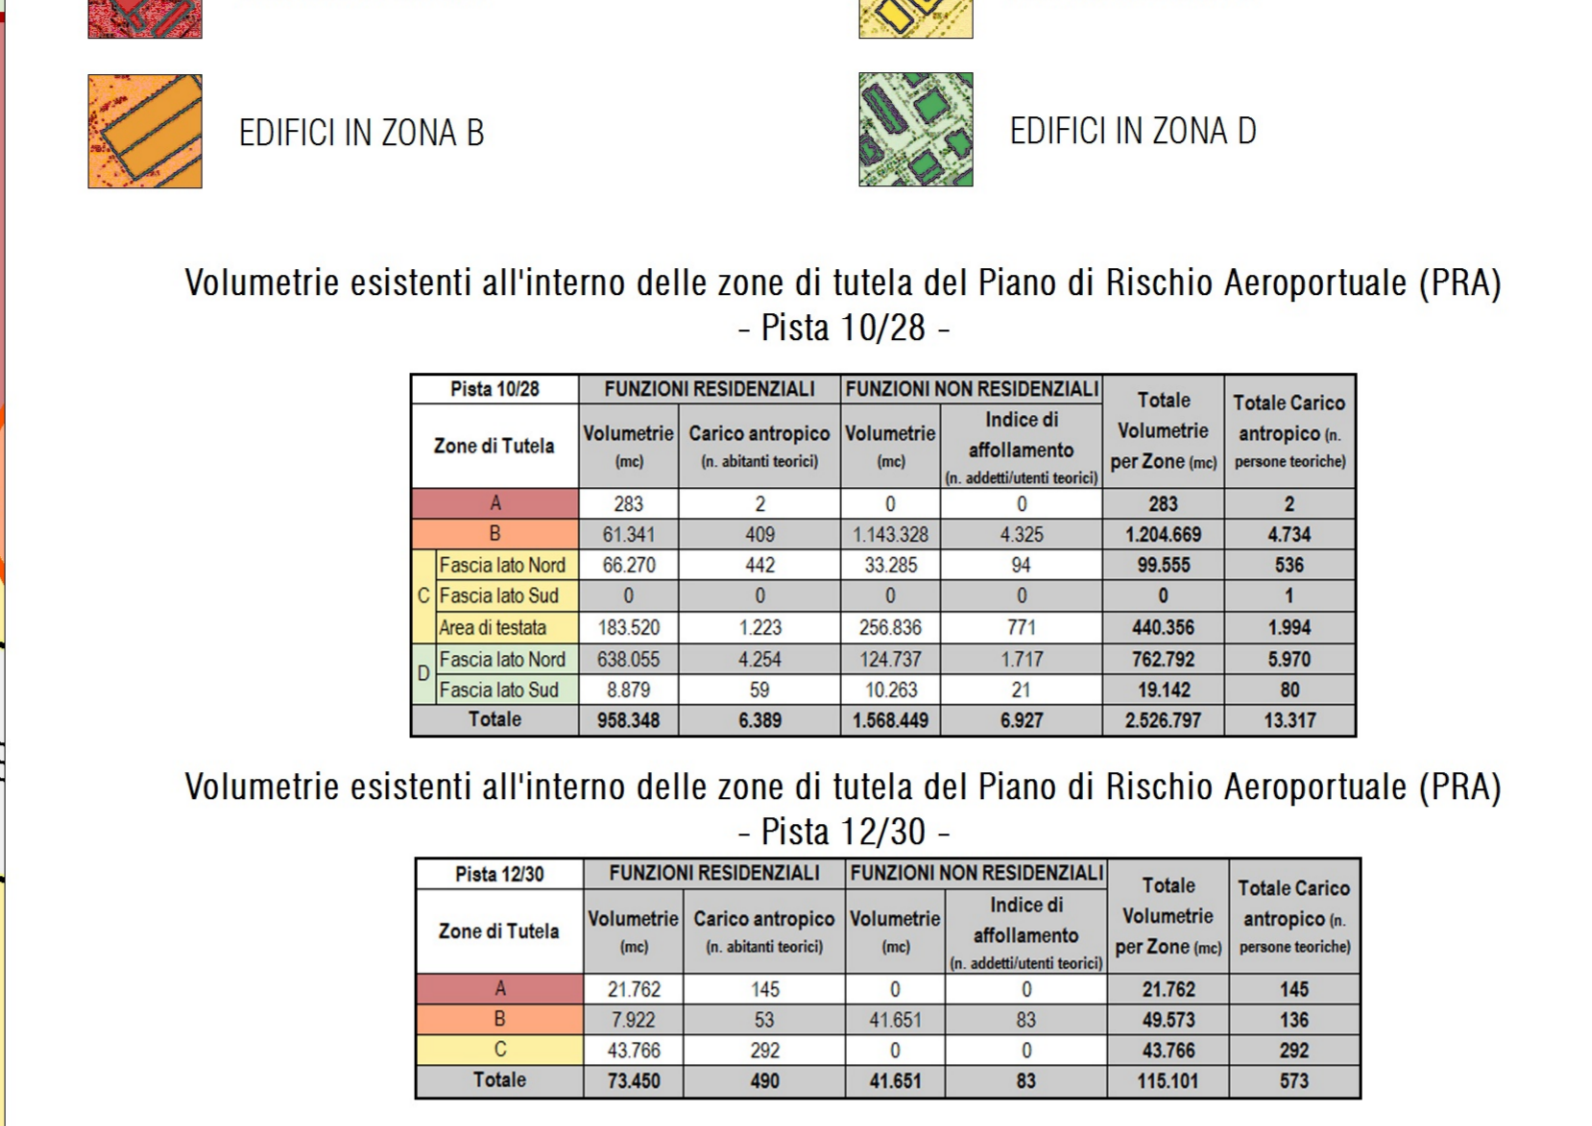 EDIFICI IN ZONA B
EDIFICI IN ZONA D
Volumetrie esistenti all'interno delle zone di tutela del Piano di Rischio Aeroportuale (PRA)
- Pista 10/28 -
Pista 10/28 FUNZIONI RESIDENZIALI FUNZIONI NON RESIDENZIALI Totale Volumetrie per Zone (mc) Totale Carico antropico (n. persone teoriche)
Zone di Tutela Volumetrie (mc) Carico antropico (n. abitanti teorici) Volumetrie (mc) Indice di affollamento (n. addetti/utenti teorici)
A 283 2 0 0 283 2
B 61.341 409 1.143.328 4.325 1.204.669 4.734
C Fascia lato Nord 66.270 442 33.285 94 99.555 536
Fascia lato Sud 0 0 0 0 0 1
Area di testata 183.520 1.223 256.836 771 440.356 1.994
D Fascia lato Nord 638.055 4.254 124.737 1.717 762.792 5.970
Fascia lato Sud 8.879 59 10.263 21 19.142 80
Totale 958.348 6.389 1.568.449 6.927 2.526.797 13.317
Volumetrie esistenti all'interno delle zone di tutela del Piano di Rischio Aeroportuale (PRA)
- Pista 12/30 -
Pista 12/30 FUNZIONI RESIDENZIALI FUNZIONI NON RESIDENZIALI Totale Volumetrie per Zone (mc) Totale Carico antropico (n. persone teoriche)
Zone di Tutela Volumetrie (mc) Carico antropico (n. abitanti teorici) Volumetrie (mc) Indice di affollamento (n. addetti/utenti teorici)
A 21.762 145 0 0 21.762 145
B 7.922 53 41.651 83 49.573 136
C 43.766 292 0 0 43.766 292
Totale 73.450 490 41.651 83 115.101 573